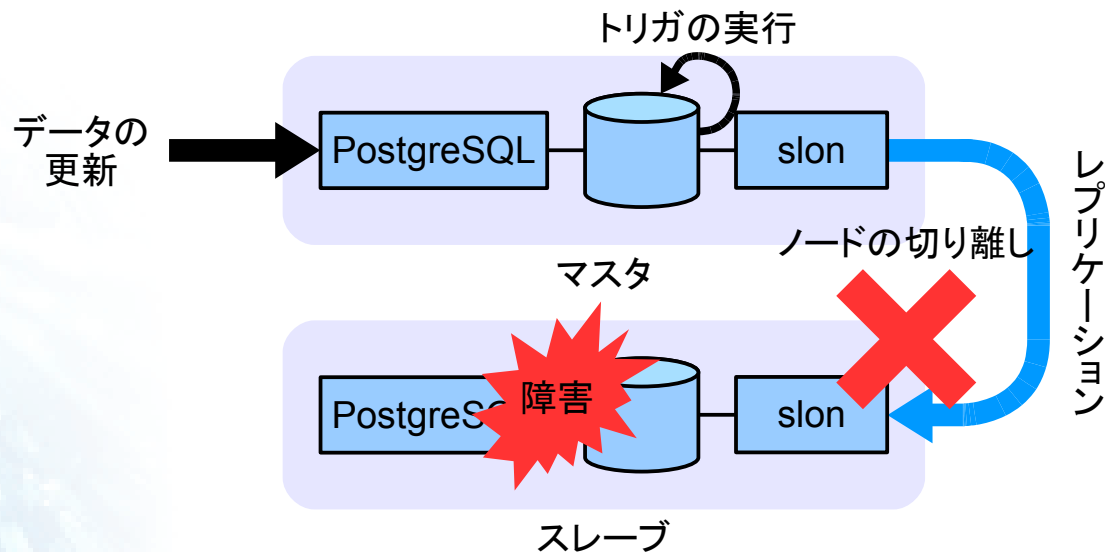 トリガの実行
データの
更新
PostgreSQL
slon
レプリケーション
ノードの切り離し
マスタ
PostgreS
障害
slon
スレーブ